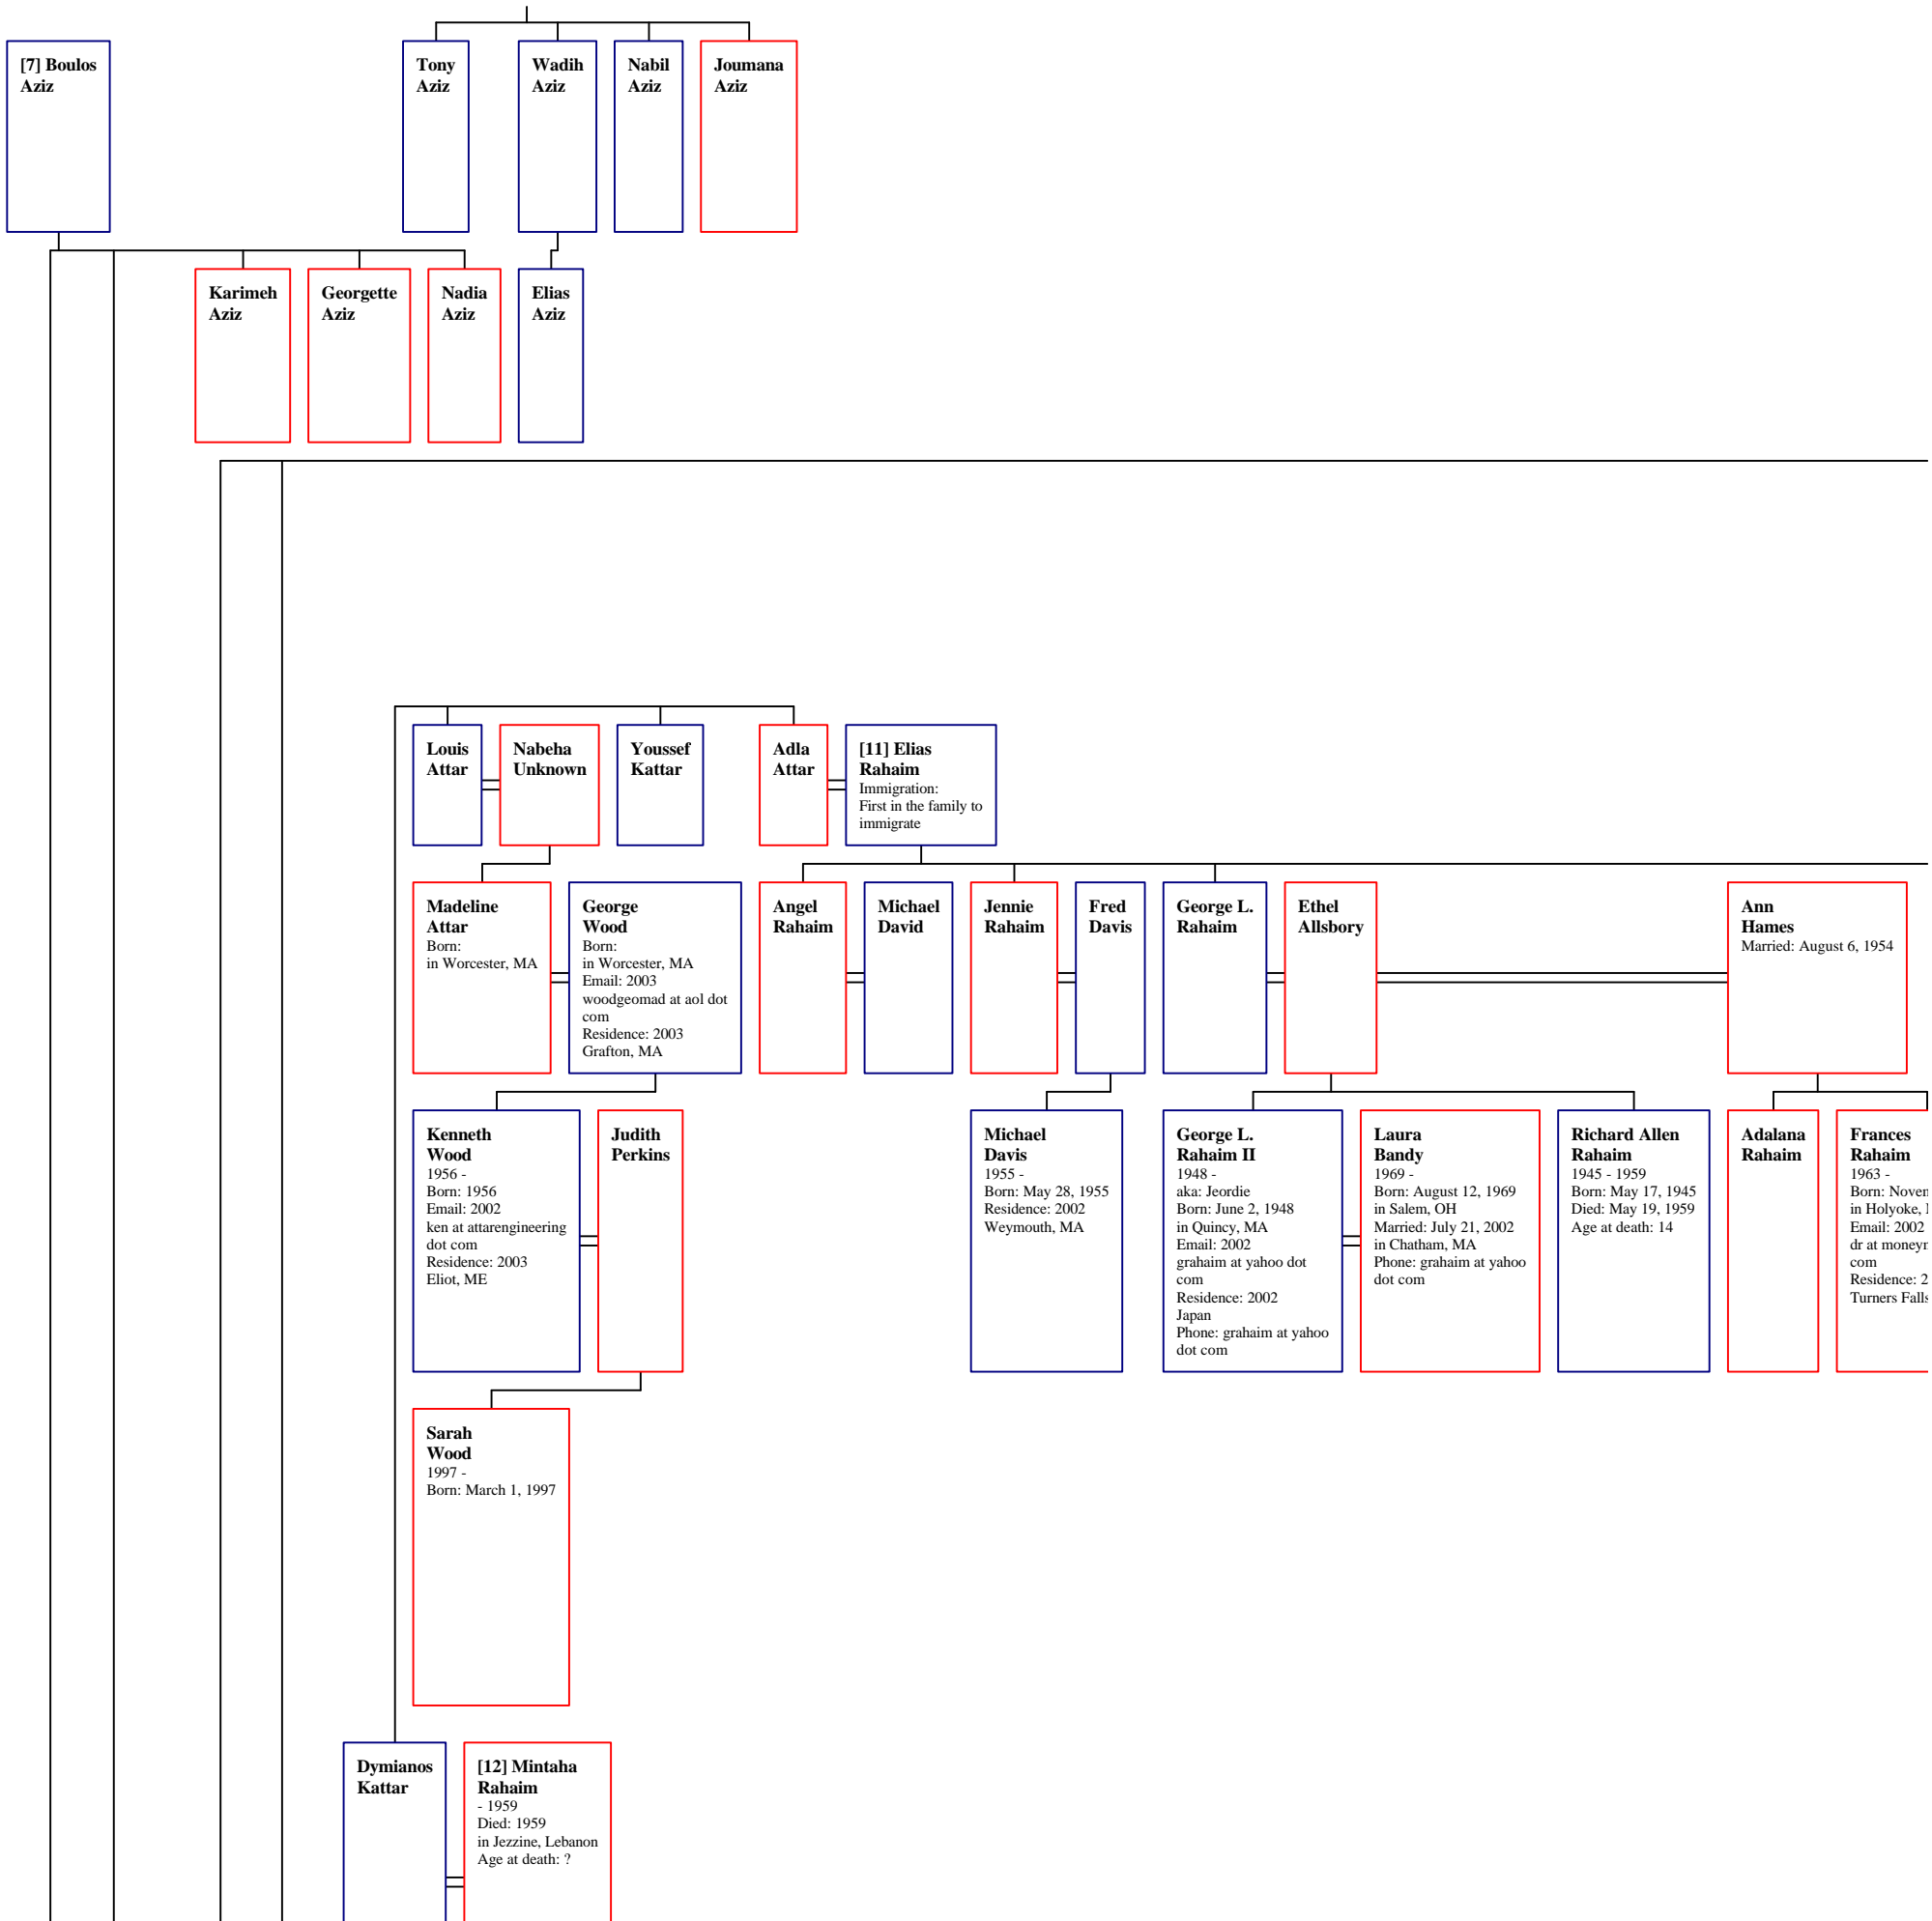 [7] Boulos
Aziz
Tony
Aziz
Wadih
Aziz
Nabil
Aziz
Joumana
Aziz
Karimeh
Aziz
Georgette
Aziz
Nadia
Aziz
Elias
Aziz
Louis
Attar
Nabeha
Unknown
Youssef
Kattar
Adla
Attar
[11] Elias
Rahaim
Immigration:
First in the family to
immigrate
Madeline
Attar
Born:
in Worcester, MA
George
Wood
Born:
in Worcester, MA
Email: 2003
woodgeomad at aol dot
com
Residence: 2003
Grafton, MA
Angel
Rahaim
Michael
David
Jennie
Rahaim
Fred
Davis
George L.
Rahaim
Ethel
Allsbory
Ann
Hames
Married: August 6, 1954
Kenneth
Wood
1956 -
Born: 1956
Email: 2002
ken at attarengineering
dot com
Residence: 2003
Eliot, ME
Judith
Perkins
Michael
Davis
1955 -
Born: May 28, 1955
Residence: 2002
Weymouth, MA
George L.
Rahaim II
1948 -
aka: Jeordie
Born: June 2, 1948
in Quincy, MA
Email: 2002
grahaim at yahoo dot
com
Residence: 2002
Japan
Phone: grahaim at yahoo
dot com
Laura
Bandy
1969 -
Born: August 12, 1969
in Salem, OH
Married: July 21, 2002
in Chatham, MA
Phone: grahaim at yahoo
dot com
Richard Allen
Rahaim
1945 - 1959
Born: May 17, 1945
Died: May 19, 1959
Age at death: 14
Adalana
Rahaim
Frances
Rahaim
1963 -
Born:
in Holyoke,
Email: 2002
dr at
com
Residence:
Turners Falls
Sarah
Wood
1997 -
Born: March 1, 1997
Dymianos
Kattar
[12] Mintaha
Rahaim
- 1959
Died: 1959
in Jezzine, Lebanon
Age at death: ?